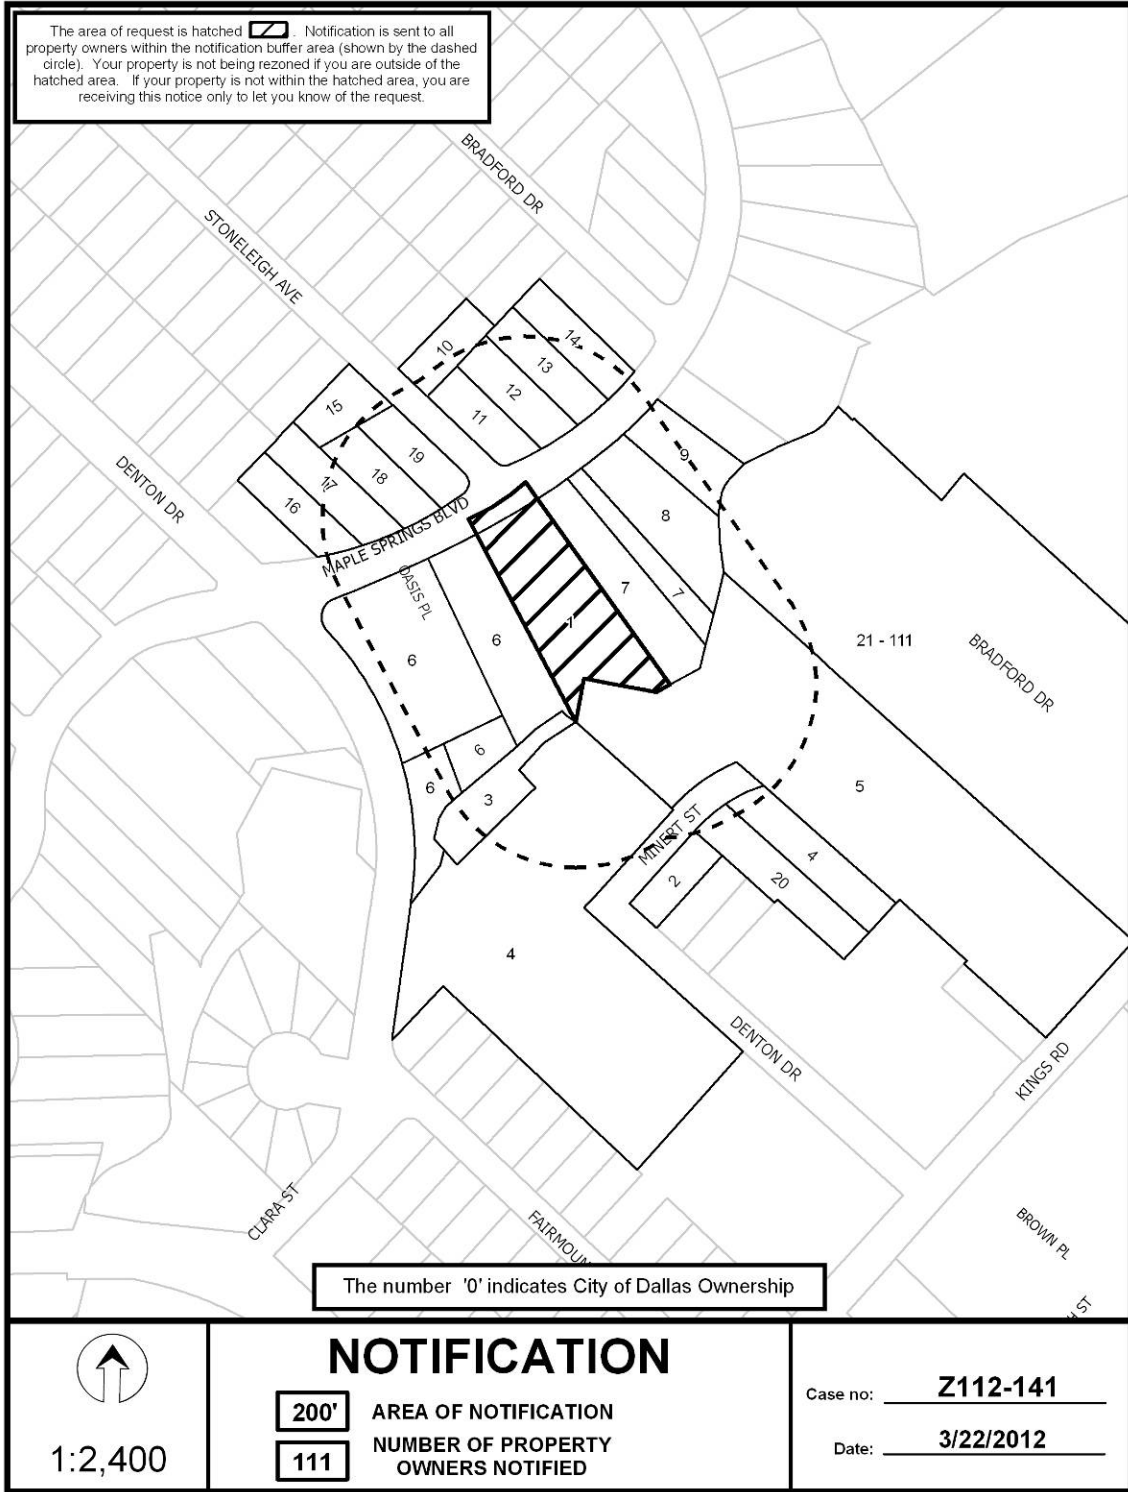 The area of request is hatched . Notification is sent to all
property owners within the notification buffer area (shown by the dashed
circle). Your property is not being rezoned if you are outside of the
hatched area. If your property is not within the hatched area, you are
receiving this notice only to let you know of the request.
BRADFORD DR
STONELEIGH AVE
14
10
13
12
15
11
19
9
DENTON DR
17
18
16
8
MAPLE SPRINGS BLVD
OASIS PL
7
7
1
6
6
21 - 111
BRADFORD DR
6
6
3
5
MINERT ST
4
2
20
4
DENTON DR
KINGS RD
CLARA ST
FAIRMOUN
BROWN PL
H ST
The number '0' indicates City of Dallas Ownership
1:2,400
NOTIFICATION
200' AREA OF NOTIFICATION
111 NUMBER OF PROPERTY
OWNERS NOTIFIED
Case no: Z112-141
Date: 3/22/2012